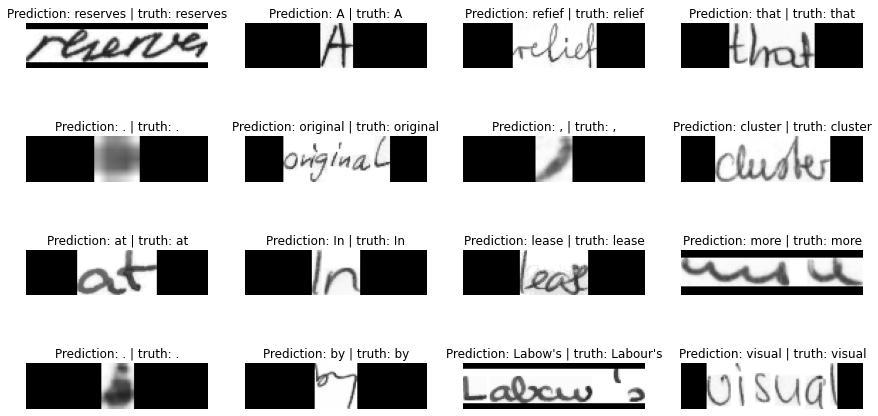 Prediction: reserves | truth: reserves Prediction: A | truth: A Prediction: refief | truth: relief Prediction: that | truth: that
reserves A relief that
Prediction: . | truth: . Prediction: original | truth: original Prediction: , | truth: , Prediction: cluster | truth: cluster
. original , cluster
Prediction: at | truth: at Prediction: In | truth: In Prediction: lease | truth: lease Prediction: more | truth: more
at In lease
Prediction: . | truth: . Prediction: by | truth: by Prediction: Labow's | truth: Labour's Prediction: visual | truth: visual
. by Labour's visual